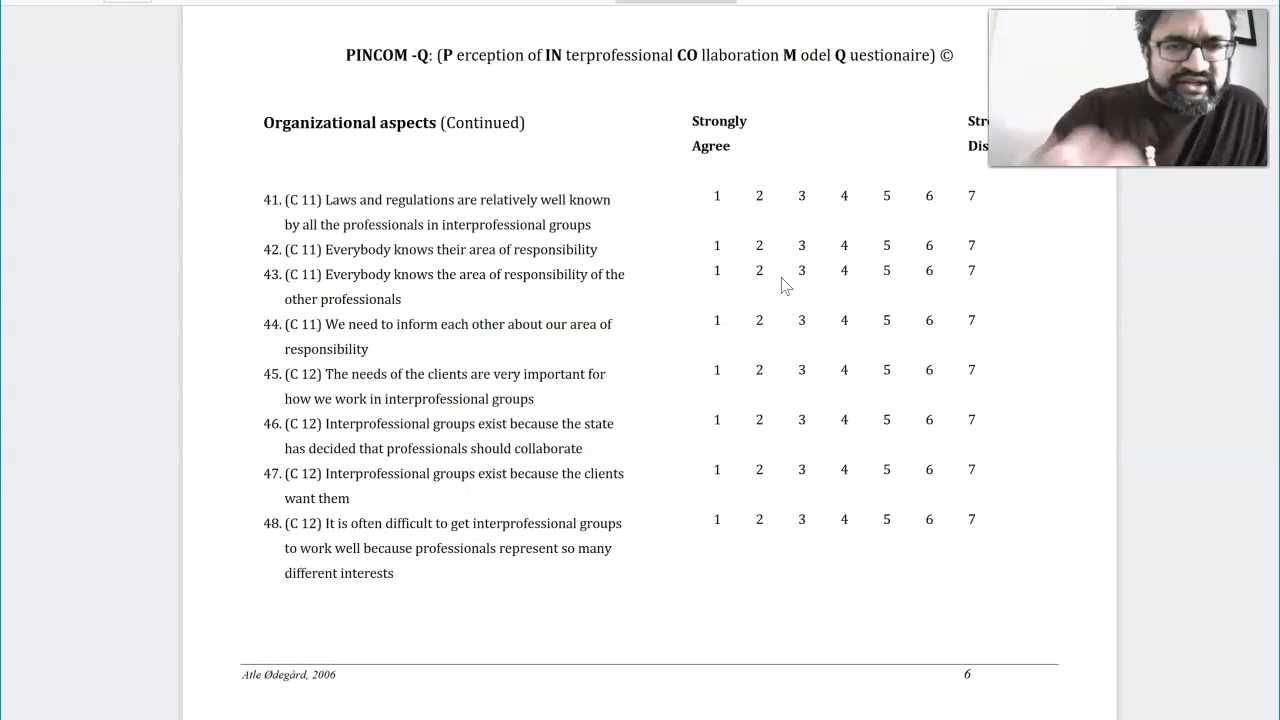 PINCOM -Q: (P erception of IN terprofessional CO llaboration M odel Q uestionaire) ©
Organizational aspects (Continued)
Strongly
Agree
41. (C 11) Laws and regulations are relatively well known
by all the professionals in interprofessional groups
1 2 3 4 5 6 7
42. (C 11) Everybody knows their area of responsibility
1 2 3 4 5 6 7
43. (C 11) Everybody knows the area of responsibility of the
other professionals
1 2 3 4 5 6 7
44. (C 11) We need to inform each other about our area of
responsibility
1 2 3 4 5 6 7
45. (C 12) The needs of the clients are very important for
how we work in interprofessional groups
1 2 3 4 5 6 7
46. (C 12) Interprofessional groups exist because the state
has decided that professionals should collaborate
1 2 3 4 5 6 7
47. (C 12) Interprofessional groups exist because the clients
want them
1 2 3 4 5 6 7
48. (C 12) It is often difficult to get interprofessional groups
to work well because professionals represent so many
different interests
1 2 3 4 5 6 7
Atle Ødegård, 2006
6